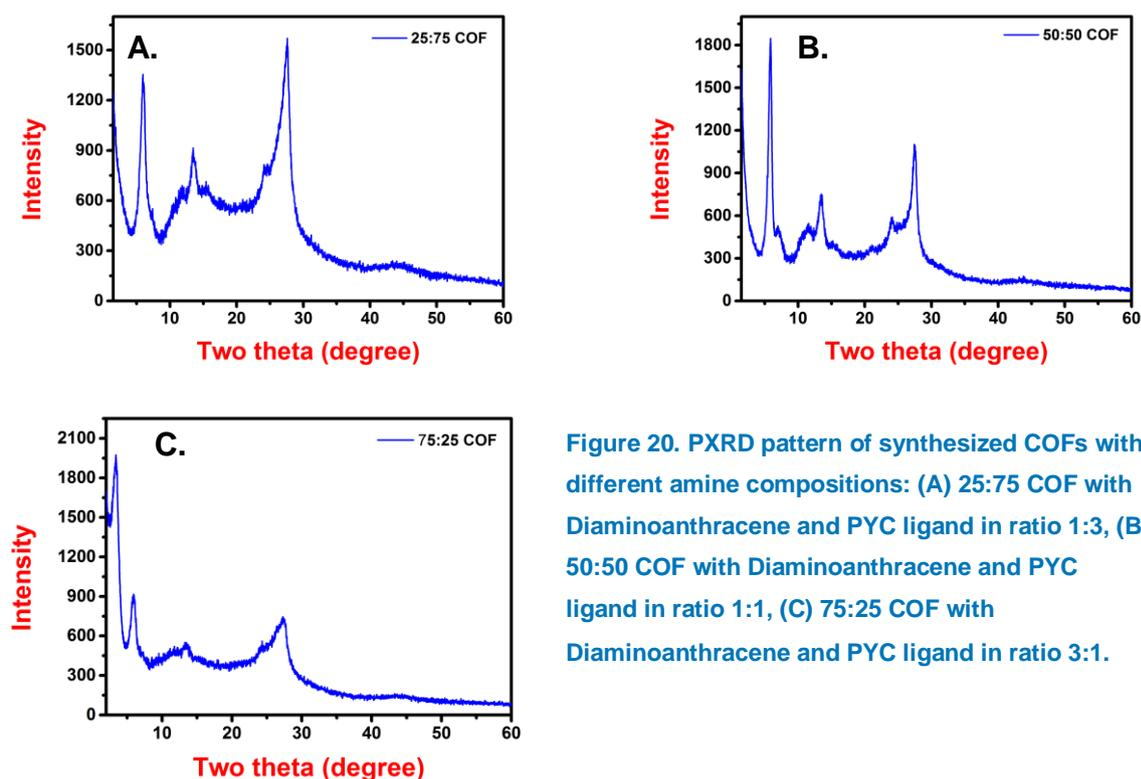 A.
25:75 COF
1500
1200
900
600
300
0
Intensity
10 20 30 40 50 60
Two theta (degree)
B.
50:50 COF
1800
1500
1200
900
600
300
0
Intensity
10 20 30 40 50 60
Two theta (degree)
C.
75:25 COF
2100
1800
1500
1200
900
600
300
0
Intensity
10 20 30 40 50 60
Two theta (degree)
Figure 20. PXRD pattern of synthesized COFs with
different amine compositions: (A) 25:75 COF with
Diaminoanthracene and PYC ligand in ratio 1:3, (B
50:50 COF with Diaminoanthracene and PYC
ligand in ratio 1:1, (C) 75:25 COF with
Diaminoanthracene and PYC ligand in ratio 3:1.